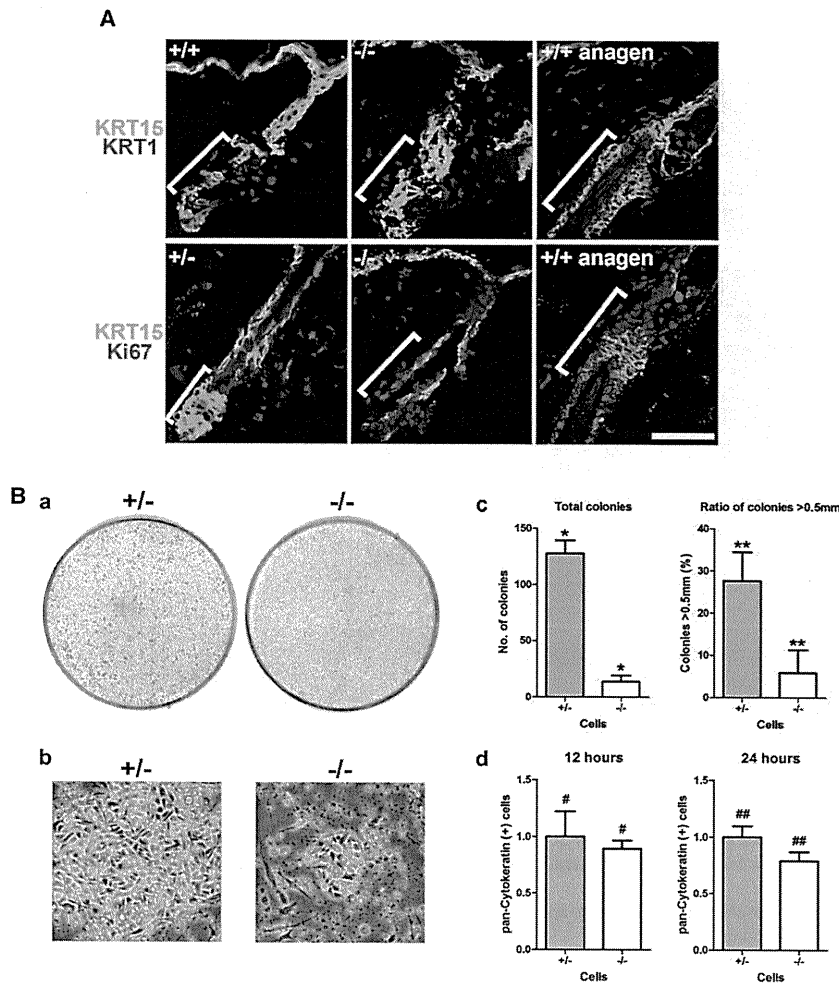 A
+/+
-/-
+/+ anagen
KRT15
KRT1
+/-
-/-
+/+ anagen
KRT15
Ki67
B
a
+/-
-/-
b
+/-
-/-
c
Total colonies
No. of colonies
150
100
50
0
*
*
+/-
-/-
Cells
Ratio of colonies >0.5mm
Colonies >0.5mm (%)
40
30
20
10
0
**
**
+/-
-/-
Cells
d
12 hours
pan-Cytokeratin (+) cells
1.5
1.0
0.5
0.0
#
#
+/-
-/-
Cells
24 hours
pan-Cytokeratin (+) cells
1.5
1.0
0.5
0.0
##
##
+/-
-/-
Cells